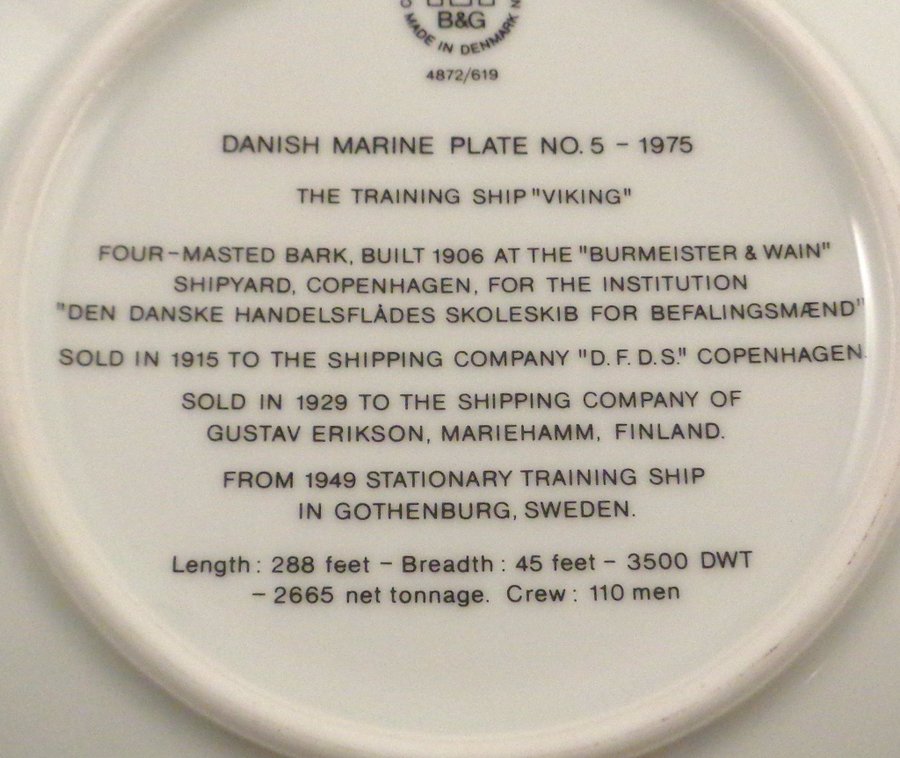 B&G
MADE IN DENMARK
4872/619
DANISH MARINE PLATE NO. 5 - 1975
THE TRAINING SHIP "VIKING"
FOUR-MASTED BARK, BUILT 1906 AT THE "BURMEISTER & WAIN"
SHIPYARD, COPENHAGEN, FOR THE INSTITUTION
"DEN DANSKE HANDELSFLÅDES SKOLESKIB FOR BEFALINGSMÆND"
SOLD IN 1915 TO THE SHIPPING COMPANY "D.F.D.S." COPENHAGEN.
SOLD IN 1929 TO THE SHIPPING COMPANY OF
GUSTAV ERIKSON, MARIEHAMM, FINLAND.
FROM 1949 STATIONARY TRAINING SHIP
IN GOTHENBURG, SWEDEN.
Length: 288 feet - Breadth: 45 feet - 3500 DWT
- 2665 net tonnage. Crew: 110 men